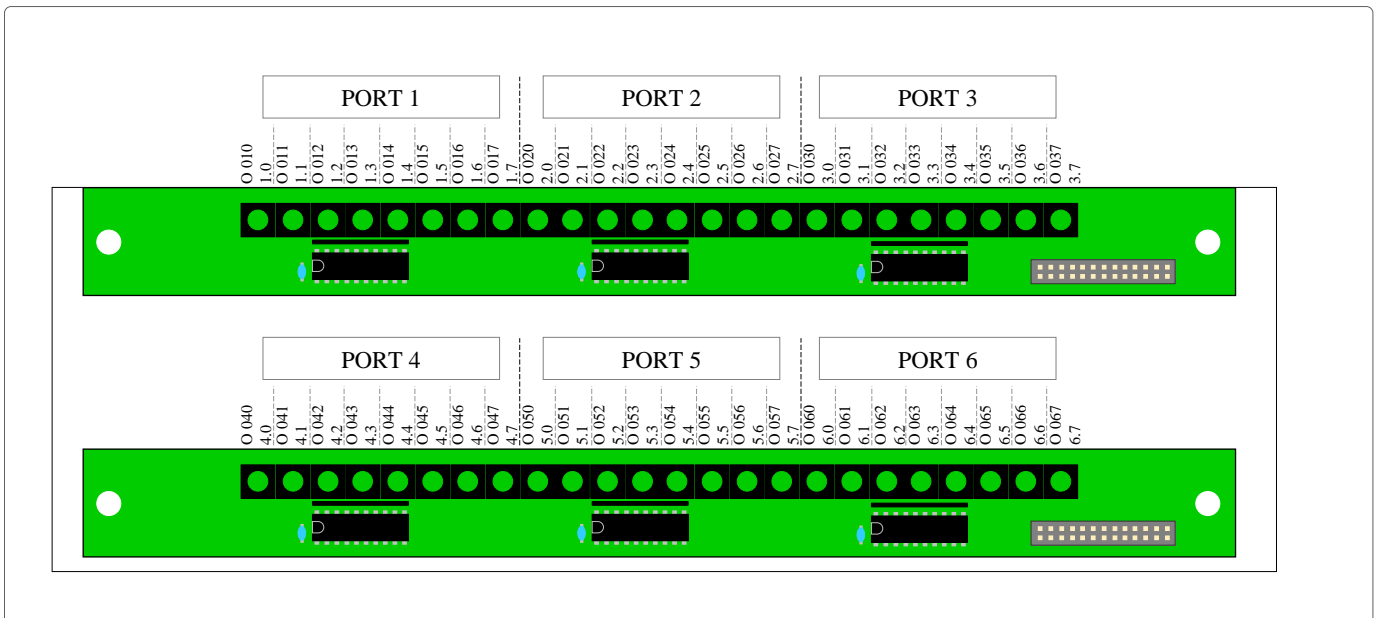 PORT 1
PORT 2
PORT 3
O 010
1.0
O 011
1.1
O 012
1.2
O 013
1.3
O 014
1.4
O 015
1.5
O 016
1.6
O 017
1.7
O 020
2.0
O 021
2.1
O 022
2.2
O 023
2.3
O 024
2.4
O 025
2.5
O 026
2.6
O 027
2.7
O 030
3.0
O 031
3.1
O 032
3.2
O 033
3.3
O 034
3.4
O 035
3.5
O 036
3.6
O 037
3.7
PORT 4
PORT 5
PORT 6
O 040
4.0
O 041
4.1
O 042
4.2
O 043
4.3
O 044
4.4
O 045
4.5
O 046
4.6
O 047
4.7
O 050
5.0
O 051
5.1
O 052
5.2
O 053
5.3
O 054
5.4
O 055
5.5
O 056
5.6
O 057
5.7
O 060
6.0
O 061
6.1
O 062
6.2
O 063
6.3
O 064
6.4
O 065
6.5
O 066
6.6
O 067
6.7